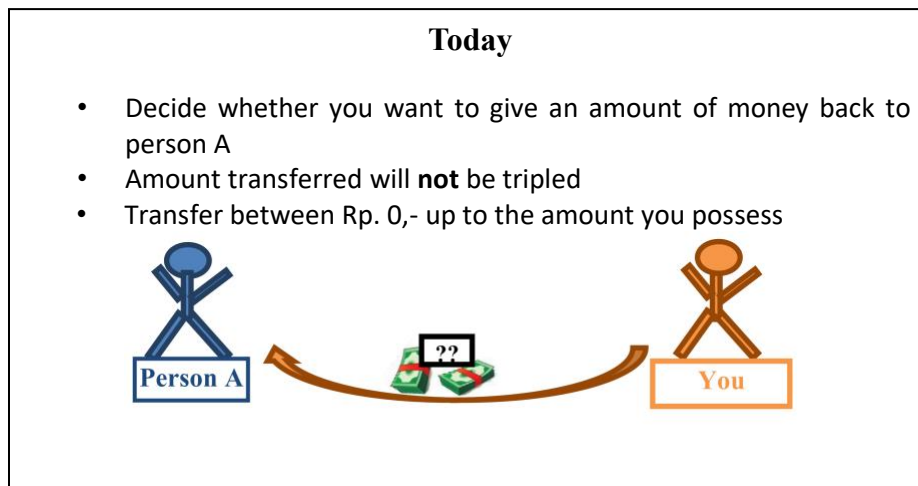 Today
• Decide whether you want to give an amount of money back to
person A
• Amount transferred will not be tripled
• Transfer between Rp. 0,- up to the amount you possess
??
Person A
You